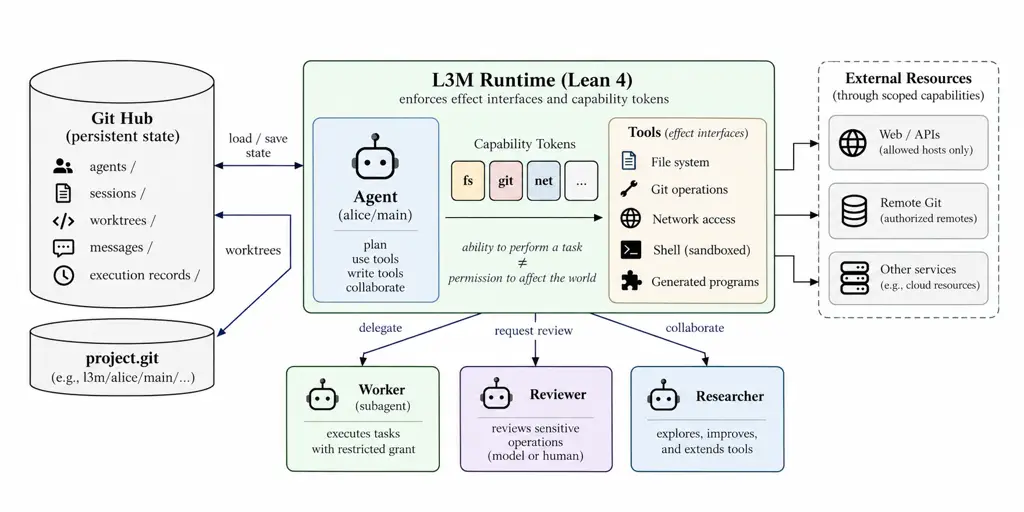 Git Hub
(persistent state)
agents /
sessions /
worktrees /
messages /
execution records /
project.git
(e.g., l3m/alice/main/...)
load / save
state
worktrees
L3M Runtime (Lean 4)
enforces effect interfaces and capability tokens
Agent
(alice/main)
plan
use tools
write tools
collaborate
Capability Tokens
fs
git
net
...
ability to perform a task
≠
permission to affect the world
Tools (effect interfaces)
File system
Git operations
Network access
Shell (sandboxed)
Generated programs
External Resources
(through scoped capabilities)
Web / APIs
(allowed hosts only)
Remote Git
(authorized remotes)
Other services
(e.g., cloud resources)
delegate
request review
collaborate
Worker
(subagent)
executes tasks
with restricted grant
Reviewer
reviews sensitive
operations
(model or human)
Researcher
explores, improves,
and extends tools